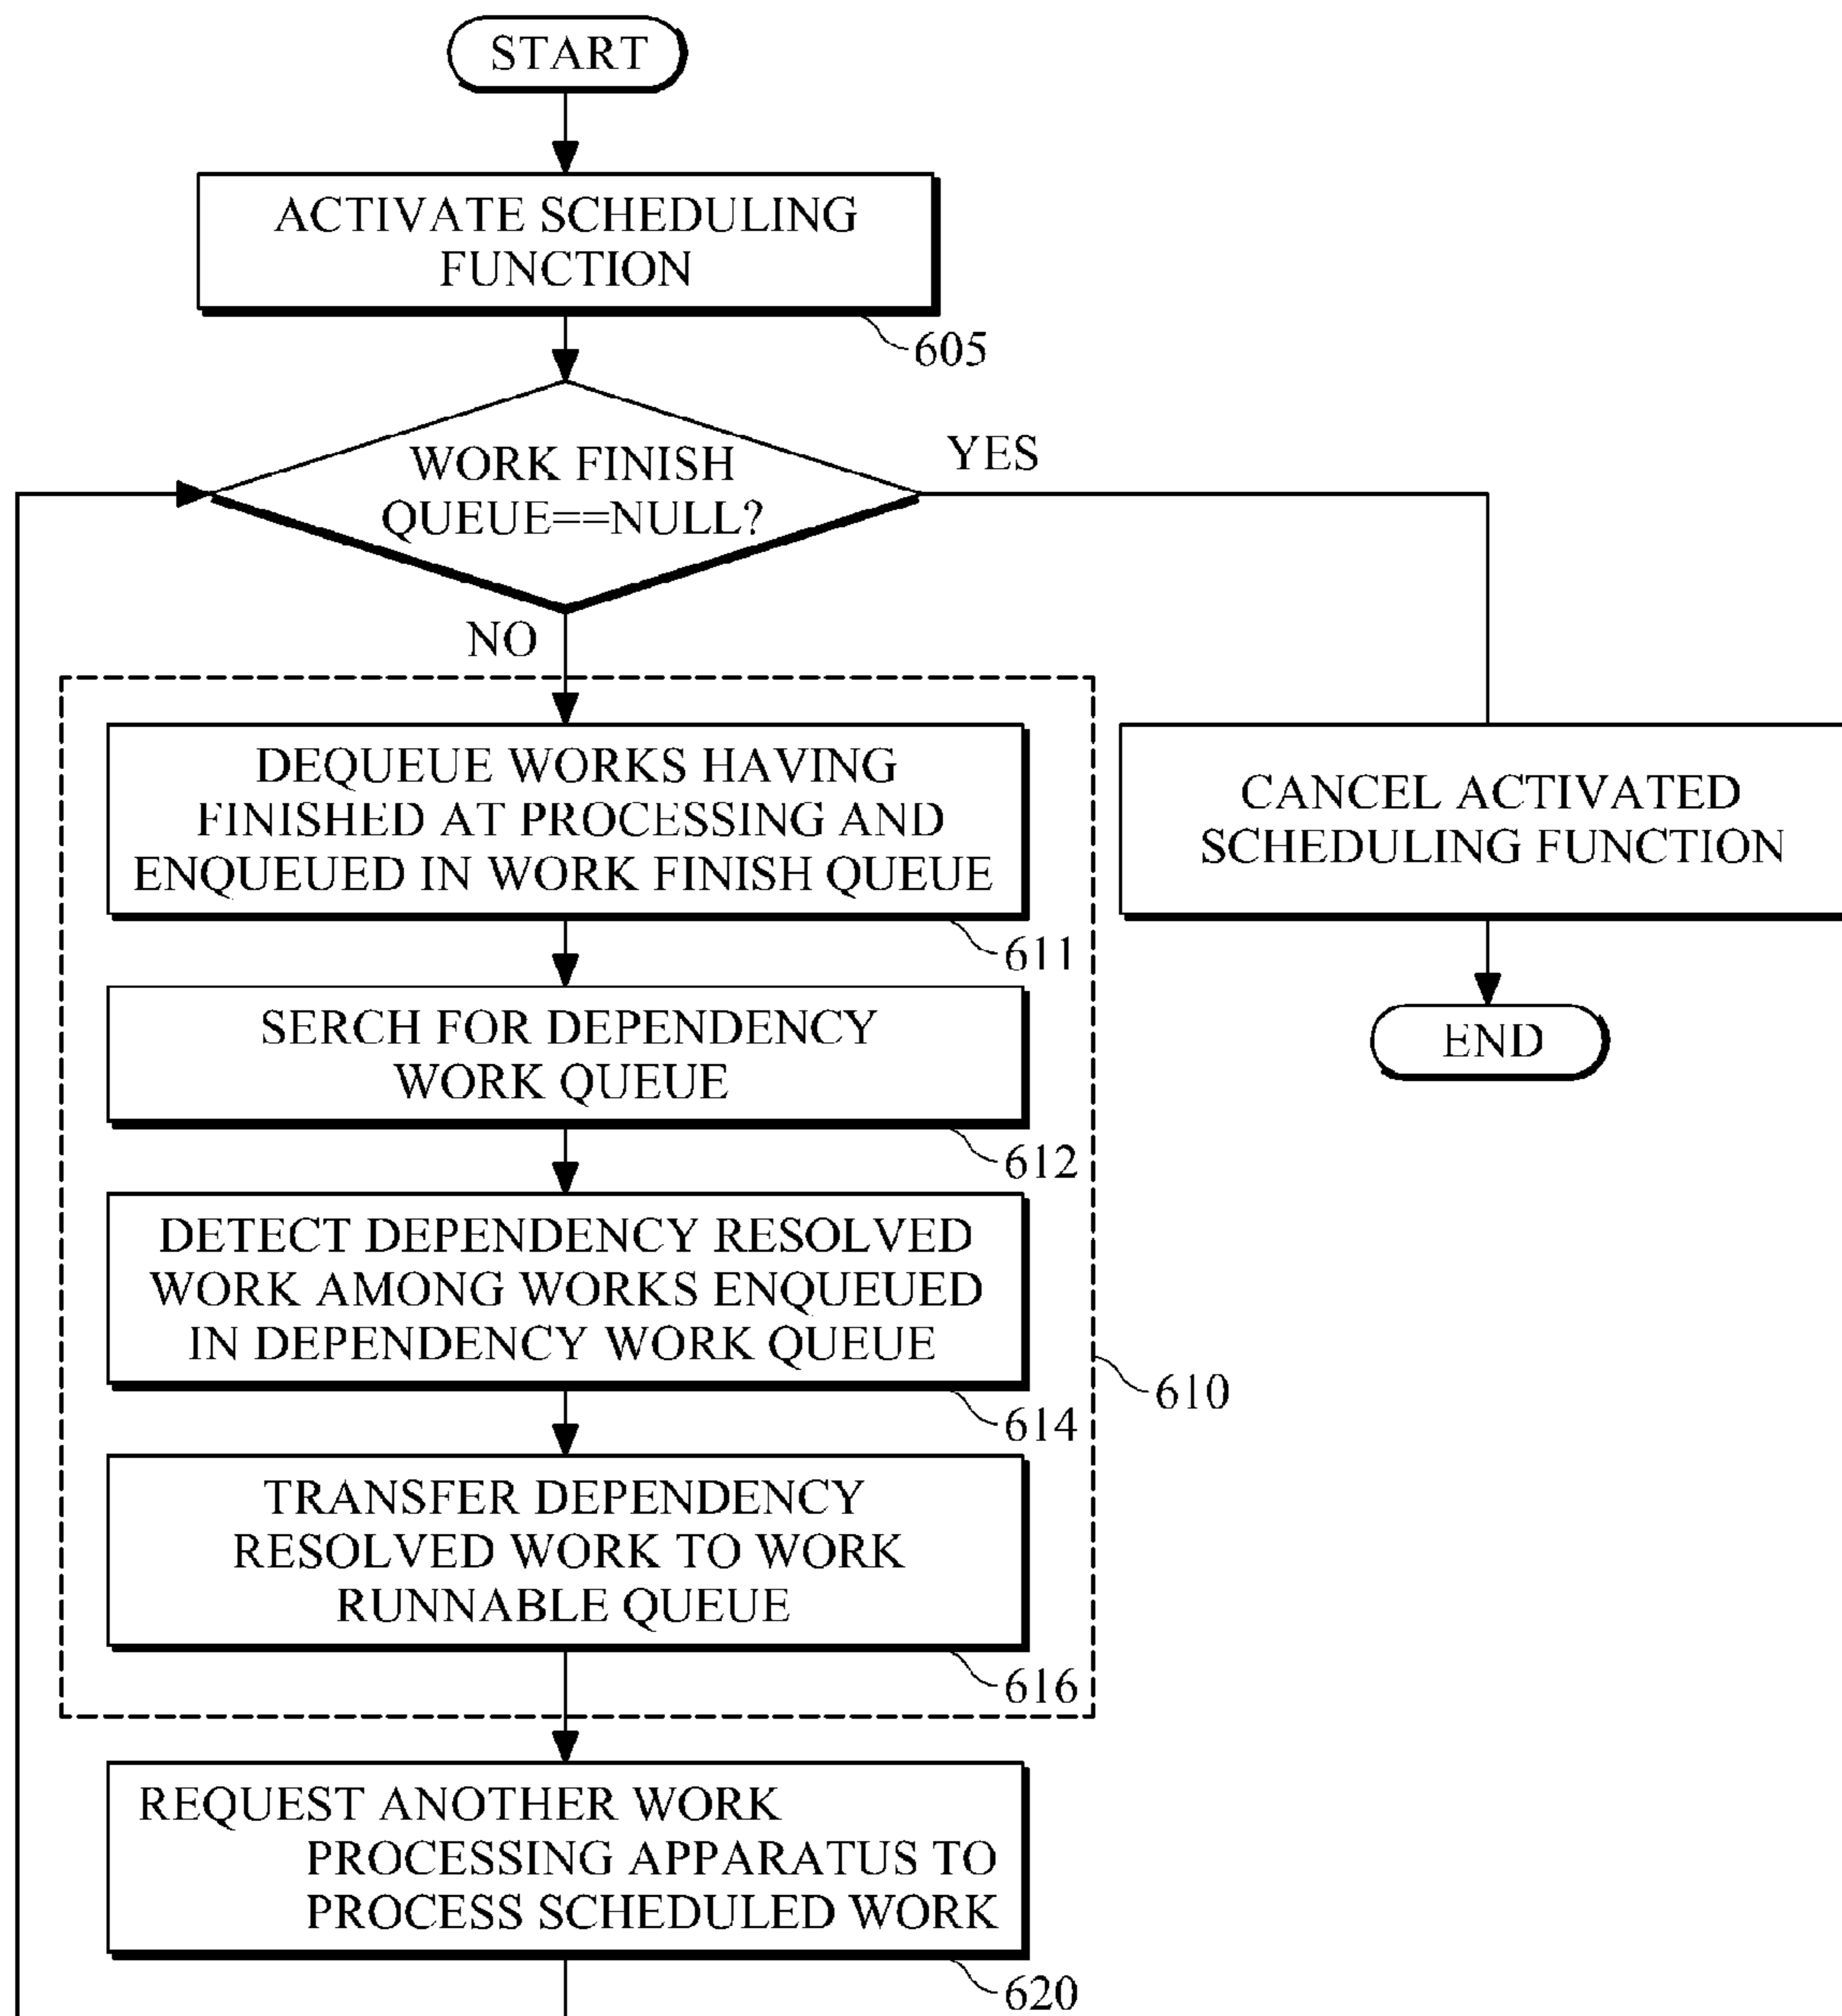 START
ACTIVATE SCHEDULING
FUNCTION
605
WORK FINISH
QUEUE==NULL?
YES
NO
DEQUEUE WORKS HAVING
FINISHED AT PROCESSING AND
ENQUEUED IN WORK FINISH QUEUE
611
CANCEL ACTIVATED
SCHEDULING FUNCTION
SERCH FOR DEPENDENCY
WORK QUEUE
612
END
DETECT DEPENDENCY RESOLVED
WORK AMONG WORKS ENQUEUED
IN DEPENDENCY WORK QUEUE
614
610
TRANSFER DEPENDENCY
RESOLVED WORK TO WORK
RUNNABLE QUEUE
616
REQUEST ANOTHER WORK
PROCESSING APPARATUS TO
PROCESS SCHEDULED WORK
620